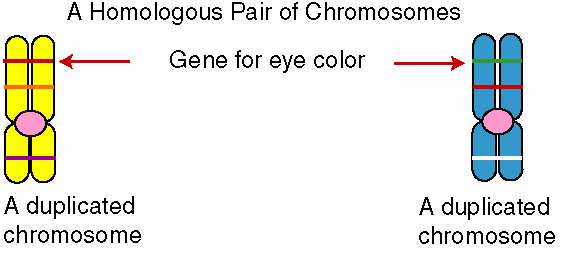 A Homologous Pair of Chromosomes
Gene for eye color
A duplicated
chromosome
A duplicated
chromosome